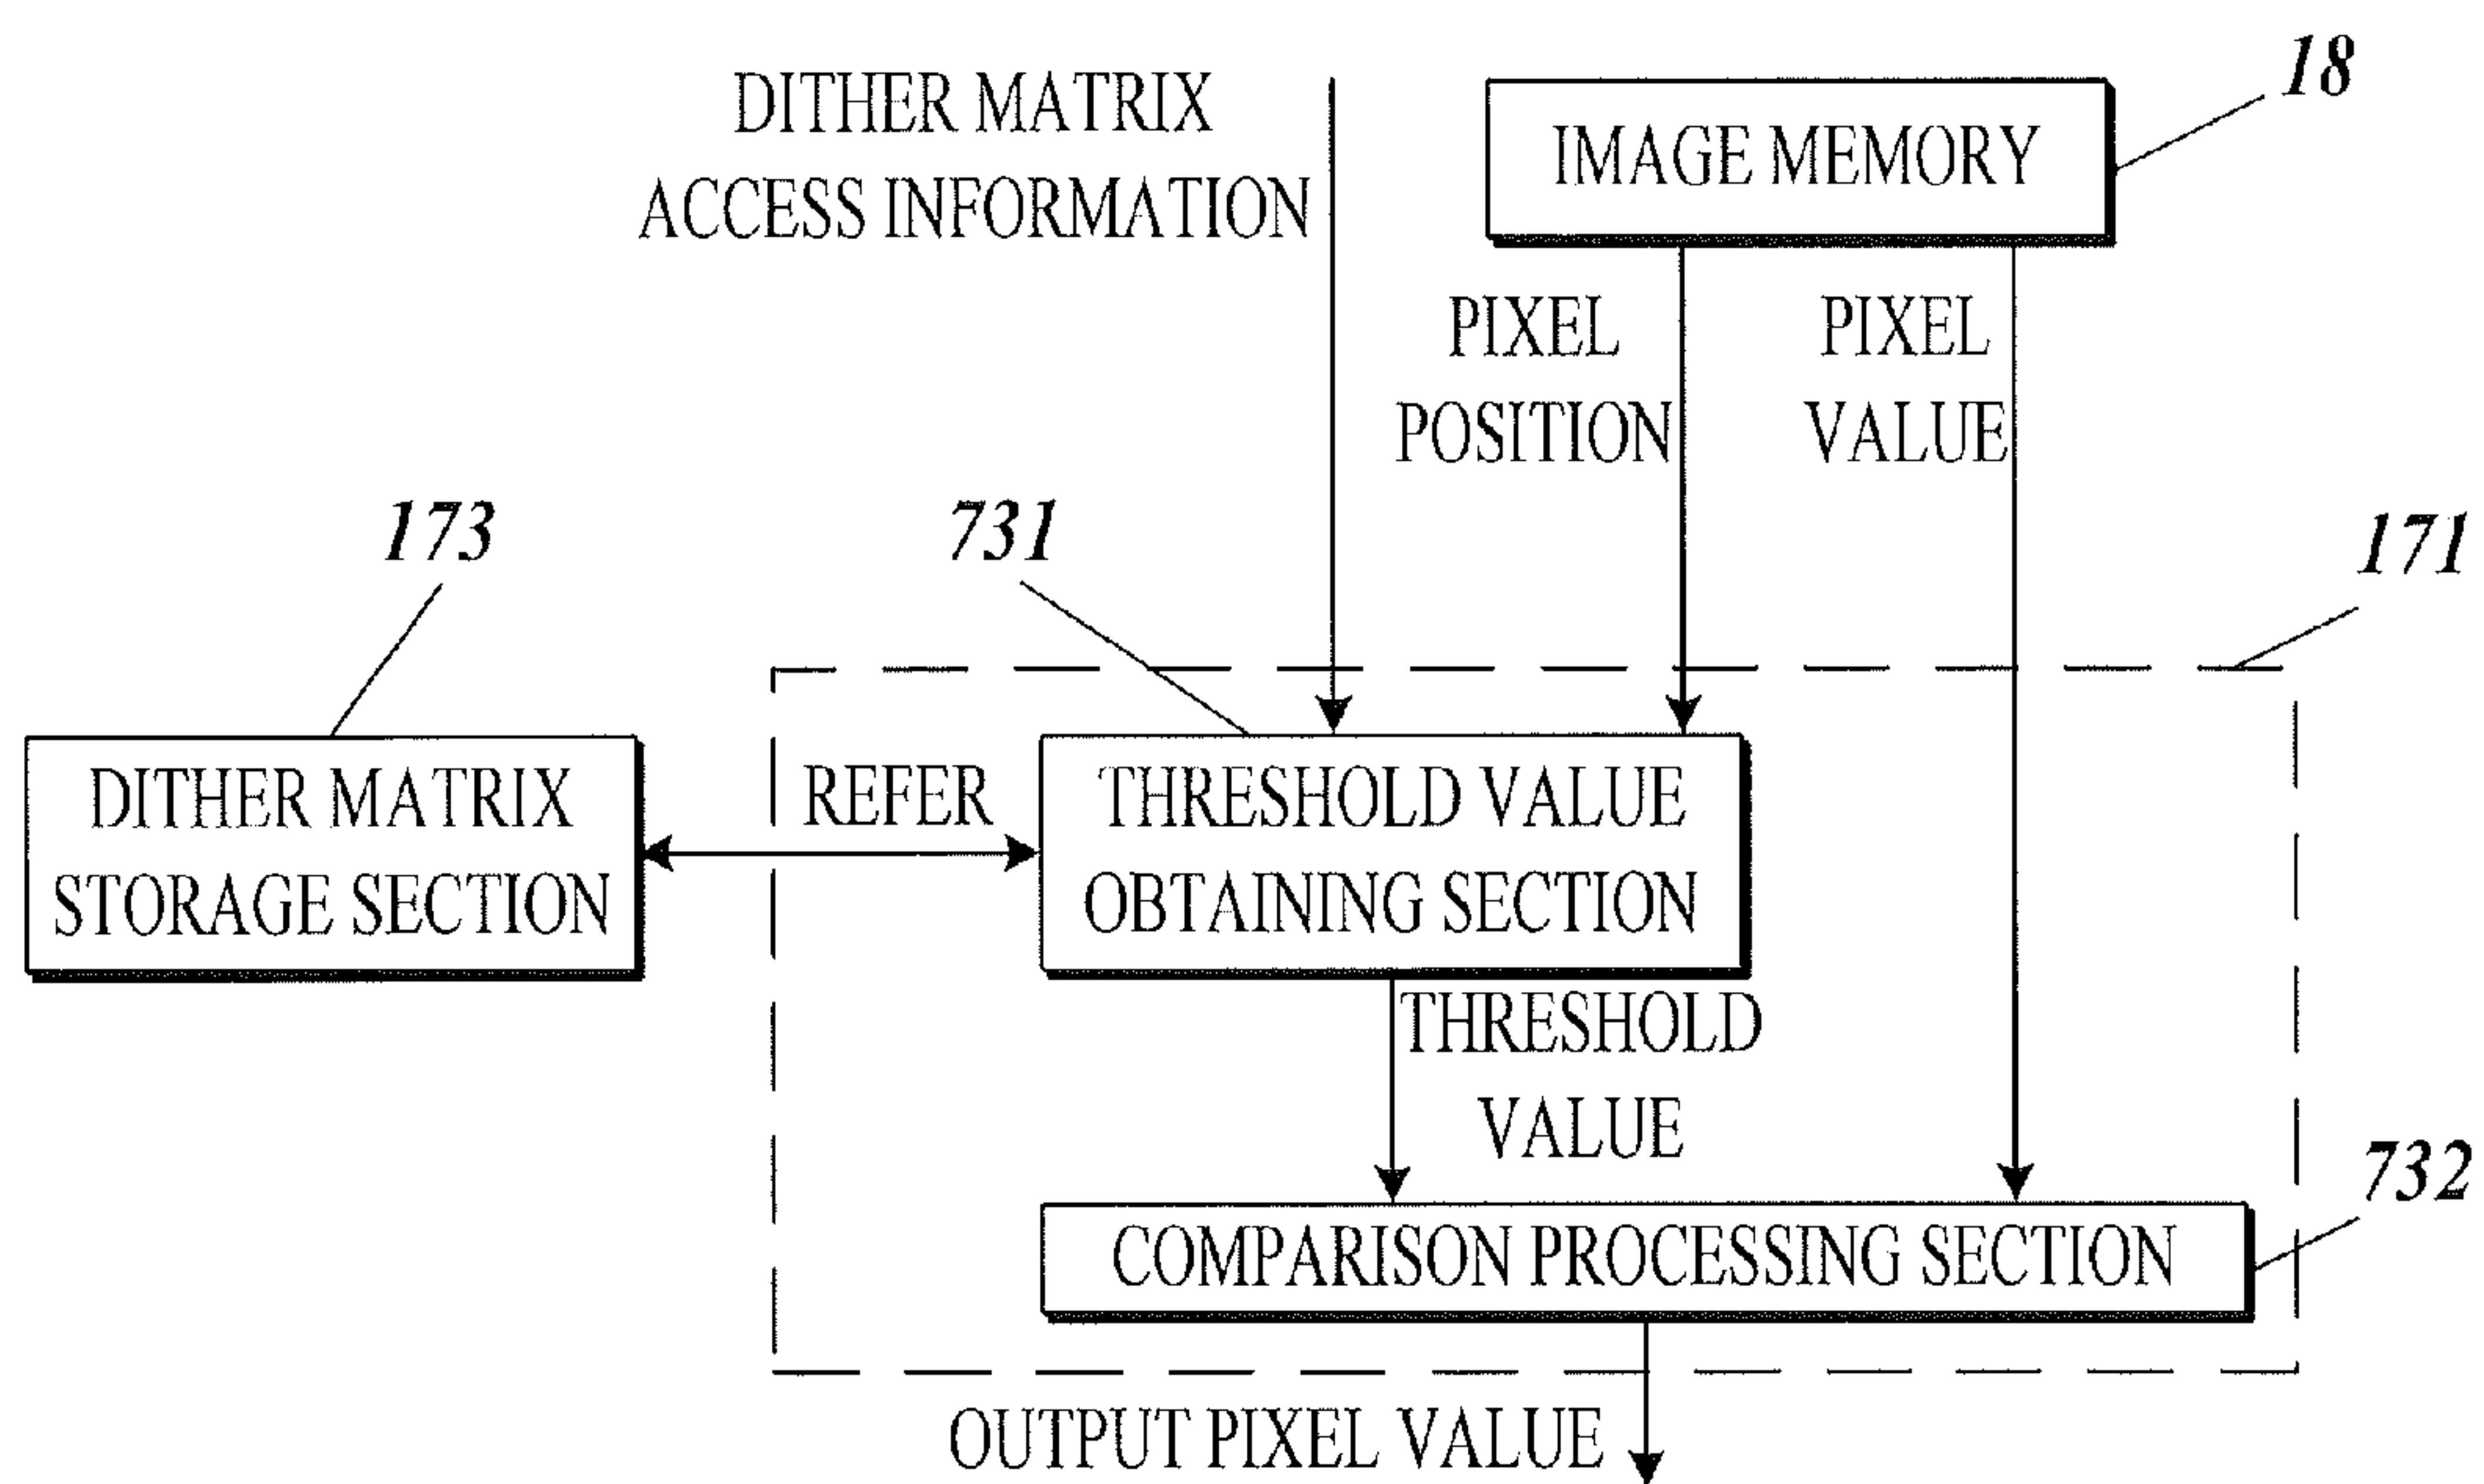 18
DITHER MATRIX
ACCESS INFORMATION
IMAGE MEMORY
PIXEL
POSITION
PIXEL
VALUE
173
731
171
DITHER MATRIX
STORAGE SECTION
REFER
THRESHOLD VALUE
OBTAINING SECTION
THRESHOLD
VALUE
732
COMPARISON PROCESSING SECTION
OUTPUT PIXEL VALUE